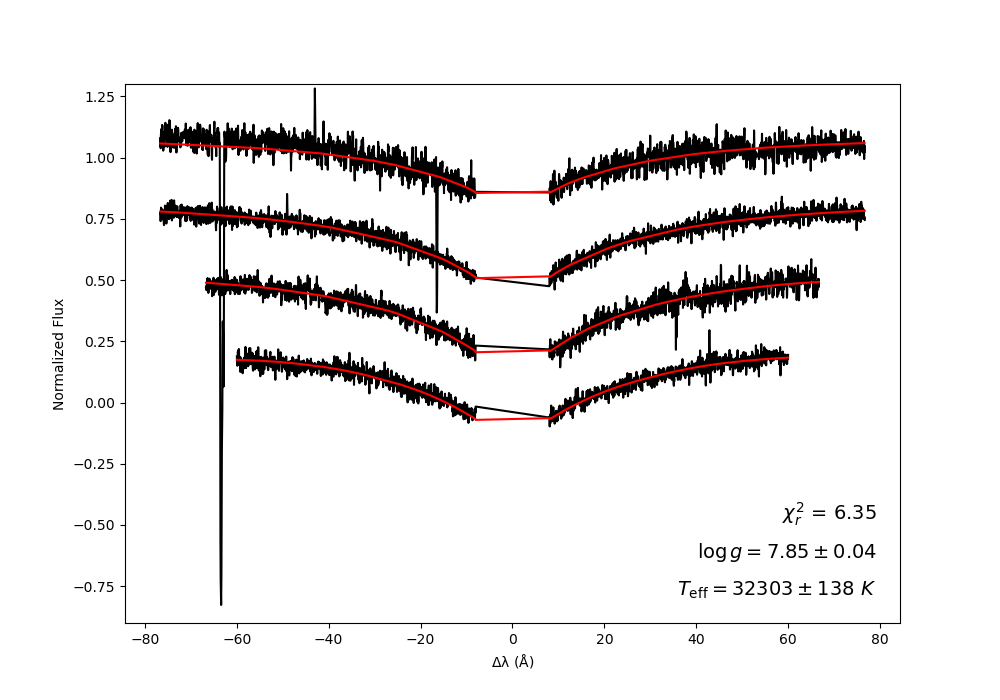 1.25
1.00
0.75
0.50
0.25
0.00
−0.25
−0.50
−0.75
Normalized Flux
χ²ᵣ = 6.35
log g = 7.85 ± 0.04
T_eff = 32303 ± 138 K
−80 −60 −40 −20 0 20 40 60 80
Δλ (Å)